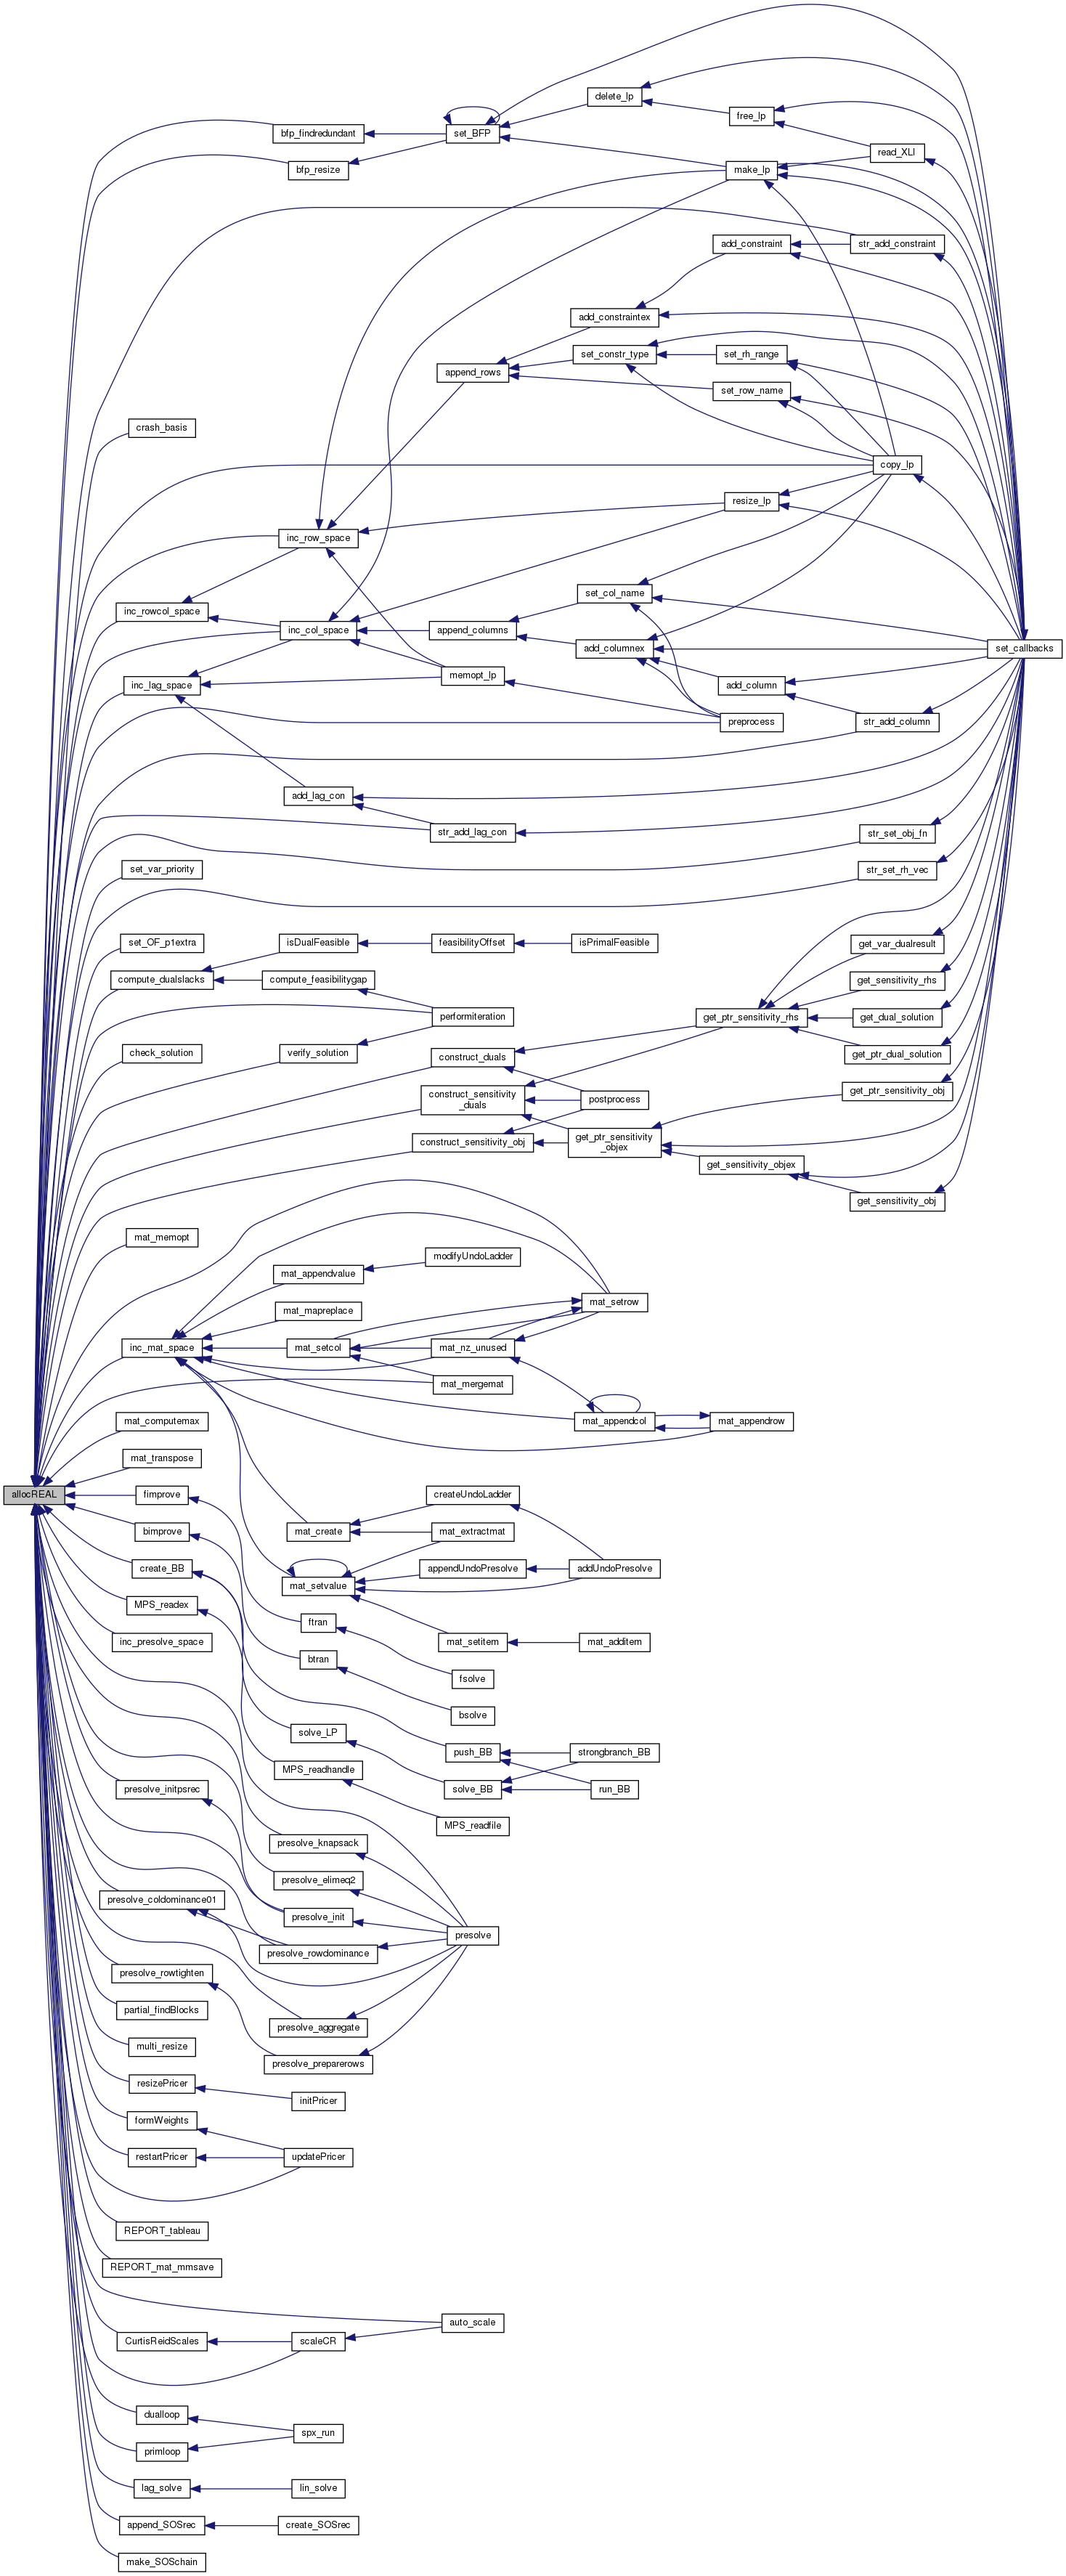 delete_lp
free_lp
bfp_findredundant
set_BFP
read_XLI
bfp_resize
make_lp
add_constraint
str_add_constraint
add_constraintex
set_constr_type
set_rh_range
append_rows
set_row_name
crash_basis
copy_lp
resize_lp
inc_row_space
set_col_name
inc_rowcol_space
inc_col_space
append_columns
add_columnex
set_callbacks
memopt_lp
inc_lag_space
add_column
preprocess
str_add_column
add_lag_con
str_add_lag_con
str_set_obj_fn
set_var_priority
str_set_rh_vec
set_OF_p1extra
isDualFeasible
feasibilityOffset
isPrimalFeasible
get_var_dualresult
compute_dualslacks
compute_feasibilitygap
get_sensitivity_rhs
performiteration
get_ptr_sensitivity_rhs
get_dual_solution
check_solution
verify_solution
construct_duals
get_ptr_dual_solution
construct_sensitivity
_duals
postprocess
get_ptr_sensitivity_obj
construct_sensitivity_obj
get_ptr_sensitivity
_objex
get_sensitivity_objex
get_sensitivity_obj
mat_memopt
modifyUndoLadder
mat_appendvalue
mat_mapreplace
mat_setrow
inc_mat_space
mat_setcol
mat_nz_unused
mat_mergemat
mat_computemax
mat_appendcol
mat_appendrow
mat_transpose
allocREAL
fimprove
createUndoLadder
bimprove
mat_create
mat_extractmat
create_BB
appendUndoPresolve
addUndoPresolve
mat_setvalue
MPS_readex
ftran
inc_presolve_space
mat_setitem
mat_additem
btran
fsolve
bsolve
solve_LP
push_BB
strongbranch_BB
MPS_readhandle
presolve_initpsrec
solve_BB
run_BB
MPS_readfile
presolve_knapsack
presolve_elimeq2
presolve_coldominance01
presolve_init
presolve
presolve_rowdominance
presolve_rowtighten
partial_findBlocks
presolve_aggregate
multi_resize
presolve_preparerows
resizePricer
initPricer
formWeights
restartPricer
updatePricer
REPORT_tableau
REPORT_mat_mmsave
auto_scale
CurtisReidScales
scaleCR
dualloop
spx_run
primloop
lag_solve
lin_solve
append_SOSrec
create_SOSrec
make_SOSchain